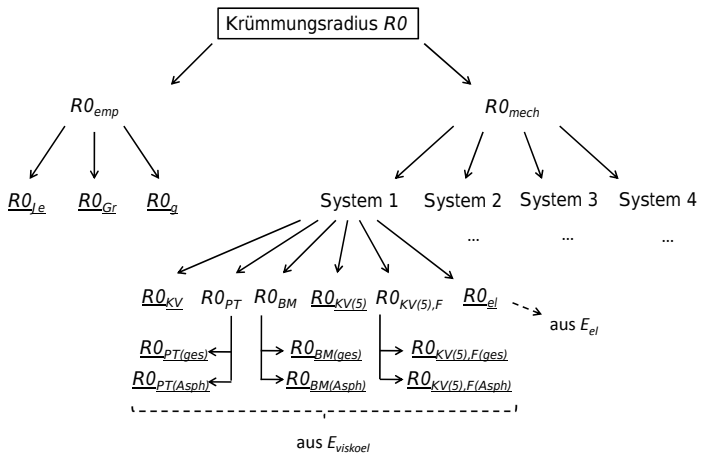 Krümmungsradius R0
R0emp R0mech
R0Je R0Gr R0g System 1 System 2 System 3 System 4
... ... ...
R0KV R0PT R0BM R0KV(5) R0KV(5),F R0el
aus Eel
R0PT(ges) R0BM(ges) R0KV(5),F(ges)
R0PT(Asph) R0BM(Asph) R0KV(5),F(Asph)
aus Eviskoel